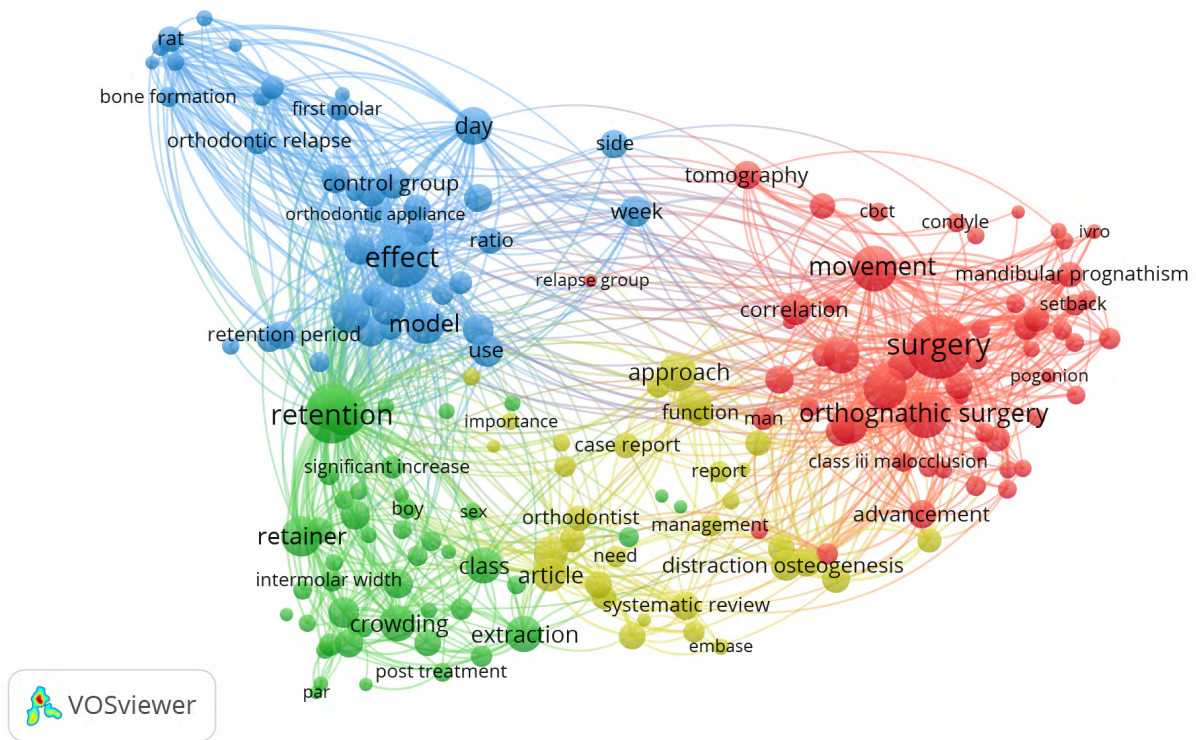 rat
bone formation
first molar
orthodontic relapse
day
side
tomography
control group
orthodontic appliance
week
cbct
condyle
ivro
effect
ratio
relapse group
movement
mandibular prognathism
correlation
setback
retention period
model
use
surgery
approach
pogonion
retention
importance
function
man
orthognathic surgery
case report
significant increase
report
class iii malocclusion
boy
sex
orthodontist
management
advancement
retainer
need
intermolar width
class
article
distraction osteogenesis
systematic review
crowding
extraction
embase
post treatment
par
VOSviewer